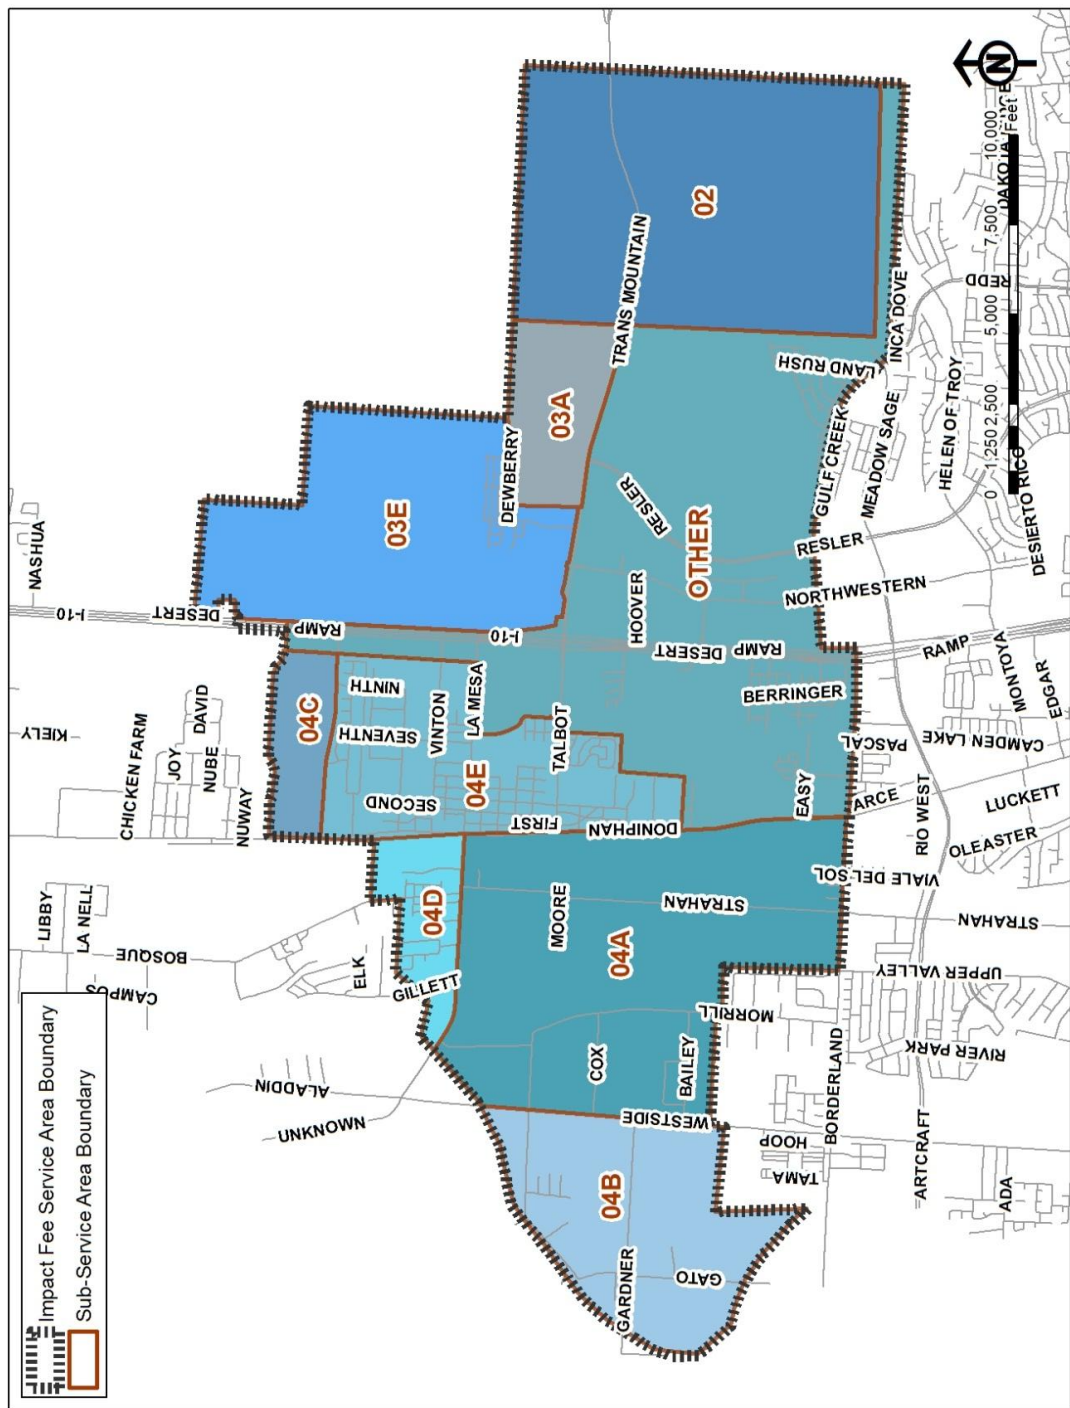 Impact Fee Service Area Boundary
Sub-Service Area Boundary
N
0 1,250 2,500 5,000 7,500 10,000
Feet
02
03A
03E
OTHER
04C
04E
04D
04A
04B
NASHUA
I-10
DESERT
RAMP
KIELY
CHICKEN FARM
JOY
DAVID
NUBE
NUWAY
LIBBY
LA NELL
BOSQUE
CAMPUS
ELK
GILLETT
ALADDIN
UNKNOWN
NINTH
SEVENTH
VINTON
LA MESA
SECOND
FIRST
TALBOT
DONIPHAN
DEWBERRY
I-10
TRANS MOUNTAIN
RESLER
HOOVER
DESERT
RAMP
BERRINGER
EASY
LAND RUSH
INCA DOVE
GULF CREEK
MEADOW SAGE
HELEN OF TROY
REDD
RESLER
NORTHWESTERN
DESIERTO RICO
RAMP
MONTOYA
EDGAR
CAMDEN LAKE
PASCAL
ARCE
RIO WEST
LUCKETT
OLEASTER
VIALE DEL SOL
STRAHAN
STRAHAN
MOORE
UPPER VALLEY
MORRILL
RIVER PARK
BORDERLAND
COX
BAILEY
WESTSIDE
HOOP
TAMA
ARTCRAFT
ADA
GARDNER
GATO